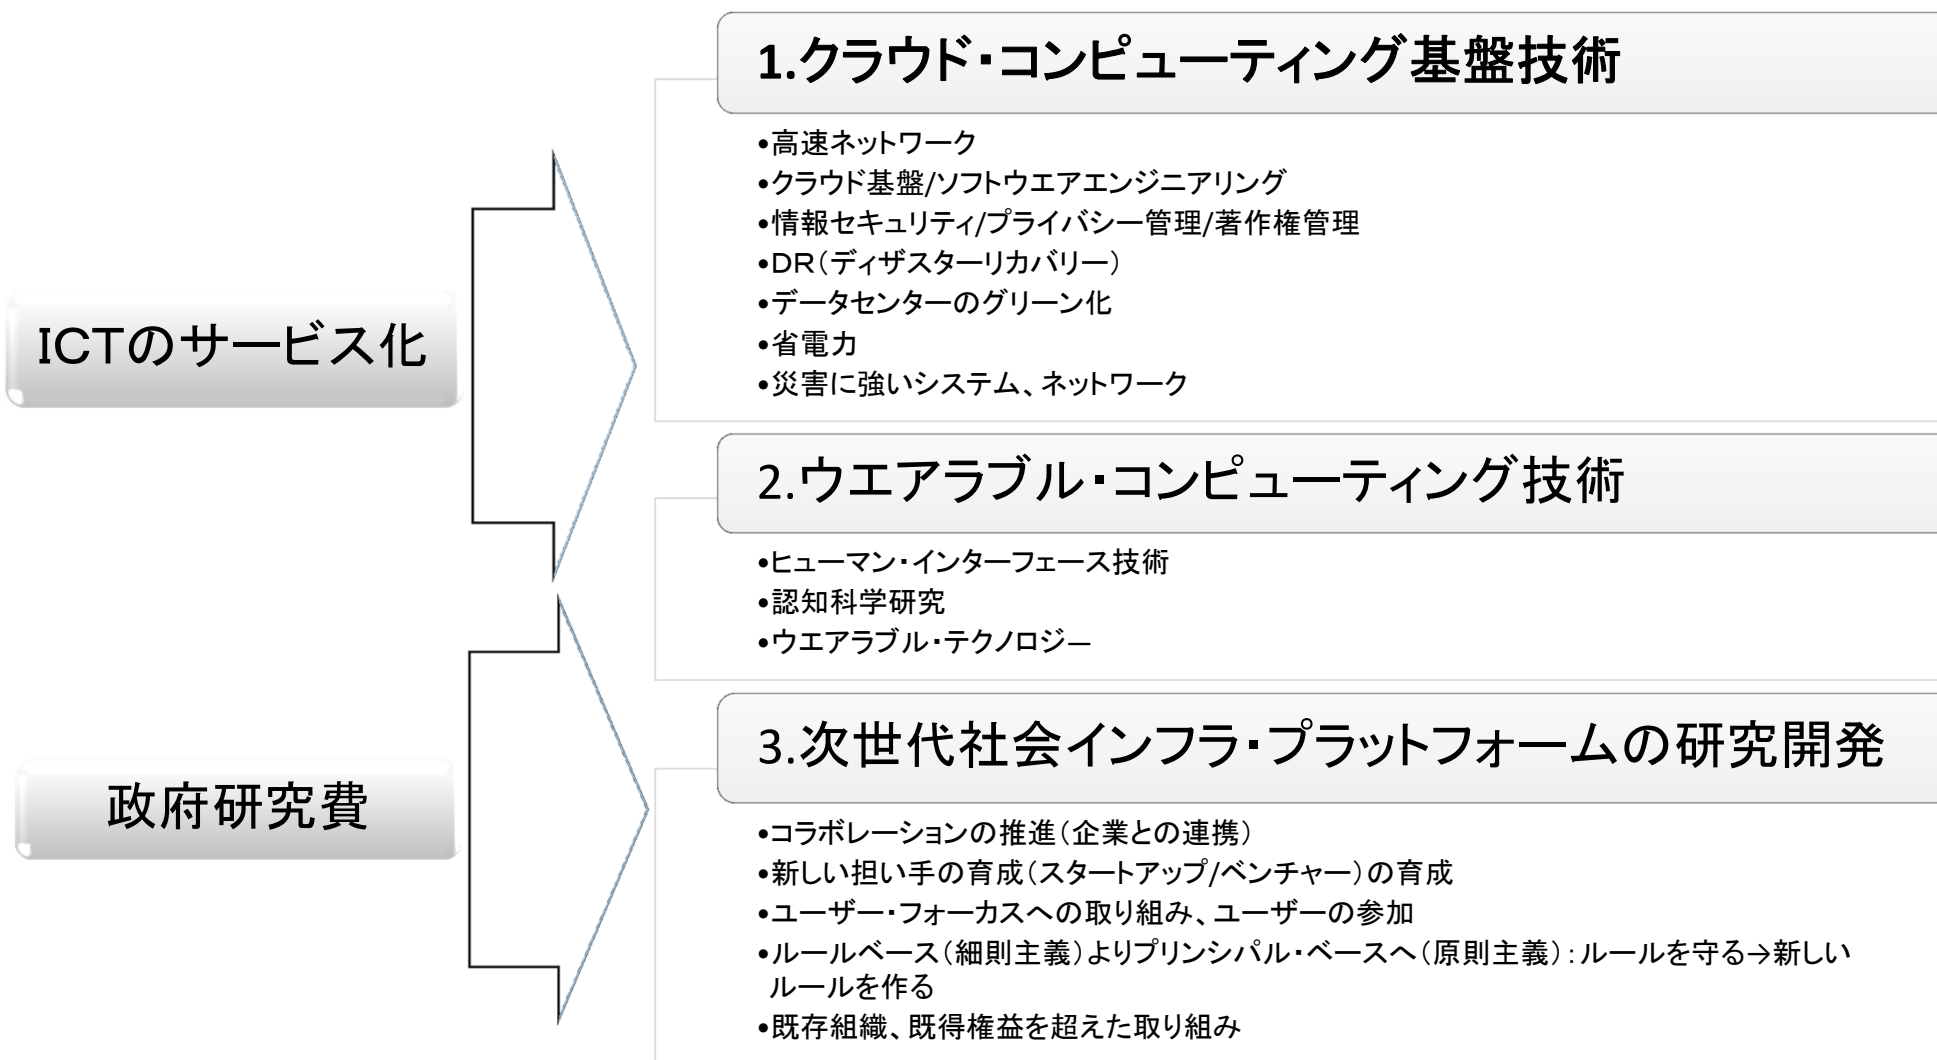 ICTのサービス化
政府研究費
1.クラウド・コンピューティング基盤技術
•高速ネットワーク
•クラウド基盤/ソフトウエアエンジニアリング
•情報セキュリティ/プライバシー管理/著作権管理
•DR（ディザスターリカバリー）
•データセンターのグリーン化
•省電力
•災害に強いシステム、ネットワーク
2.ウエアラブル・コンピューティング技術
•ヒューマン・インターフェース技術
•認知科学研究
•ウエアラブル・テクノロジ―
3.次世代社会インフラ・プラットフォームの研究開発
•コラボレーションの推進（企業との連携）
•新しい担い手の育成（スタートアップ/ベンチャー）の育成
•ユーザー・フォーカスへの取り組み、ユーザーの参加
•ルールベース（細則主義）よりプリンシパル・ベースへ（原則主義）：ルールを守る→新しい
ルールを作る
•既存組織、既得権益を超えた取り組み